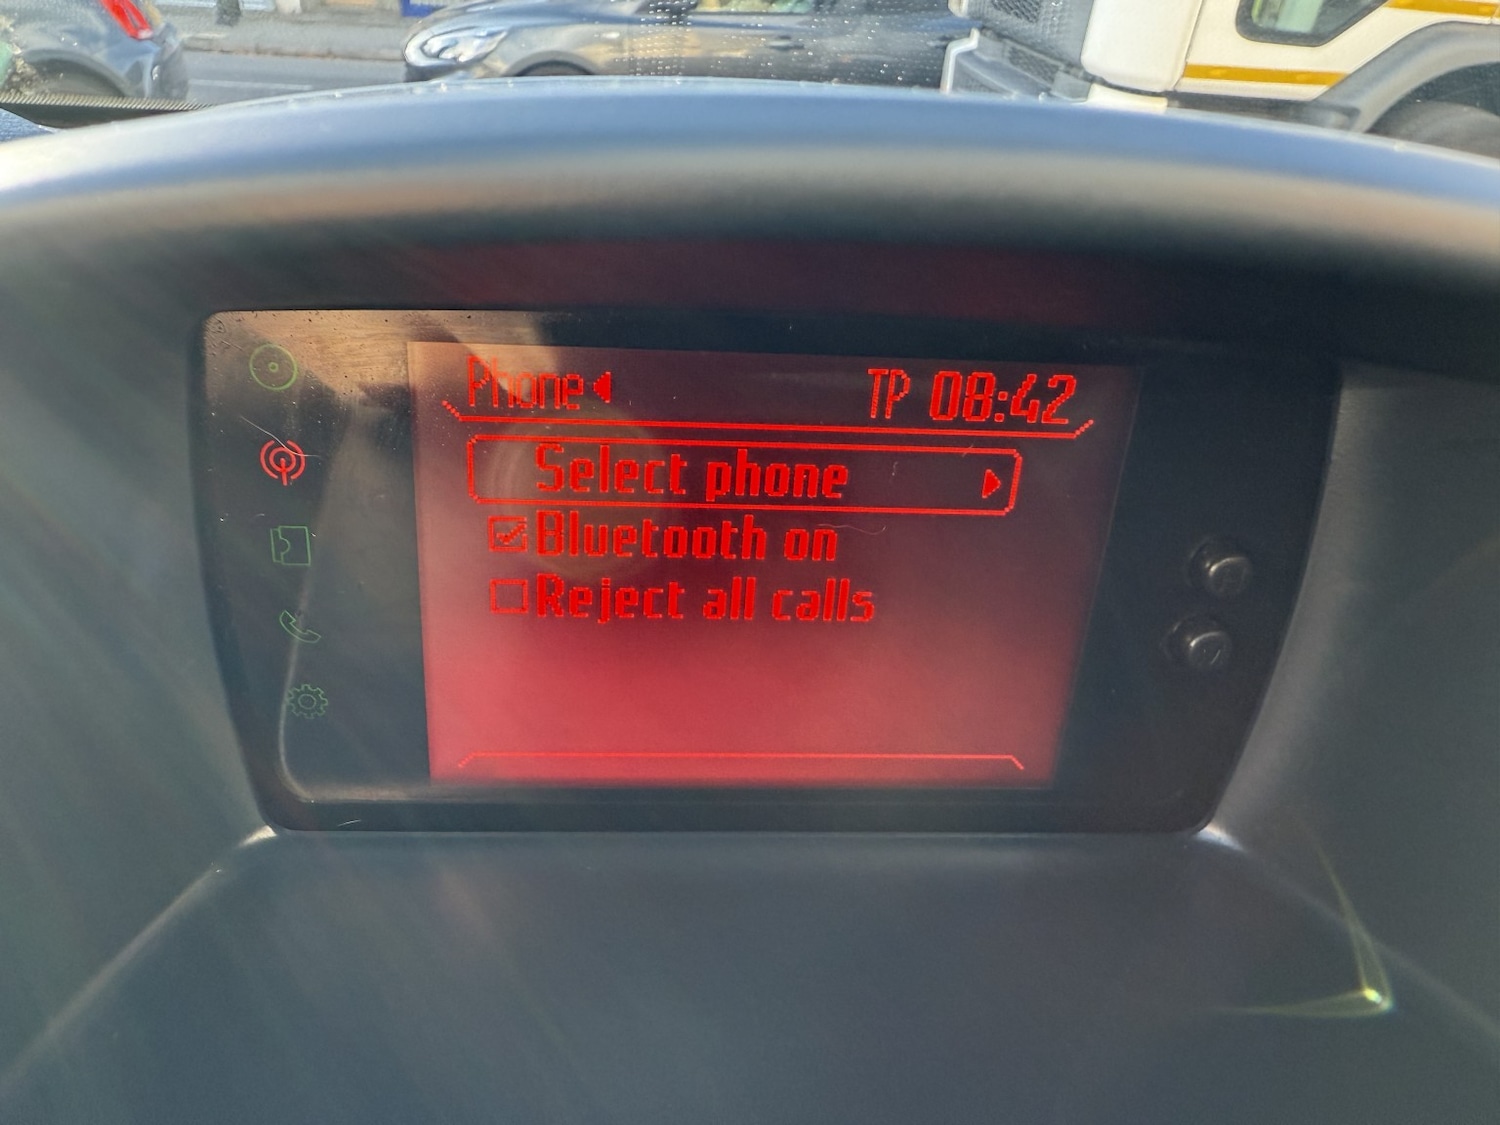 Phone
TP 08:42
Select phone
Bluetooth on
Reject all calls